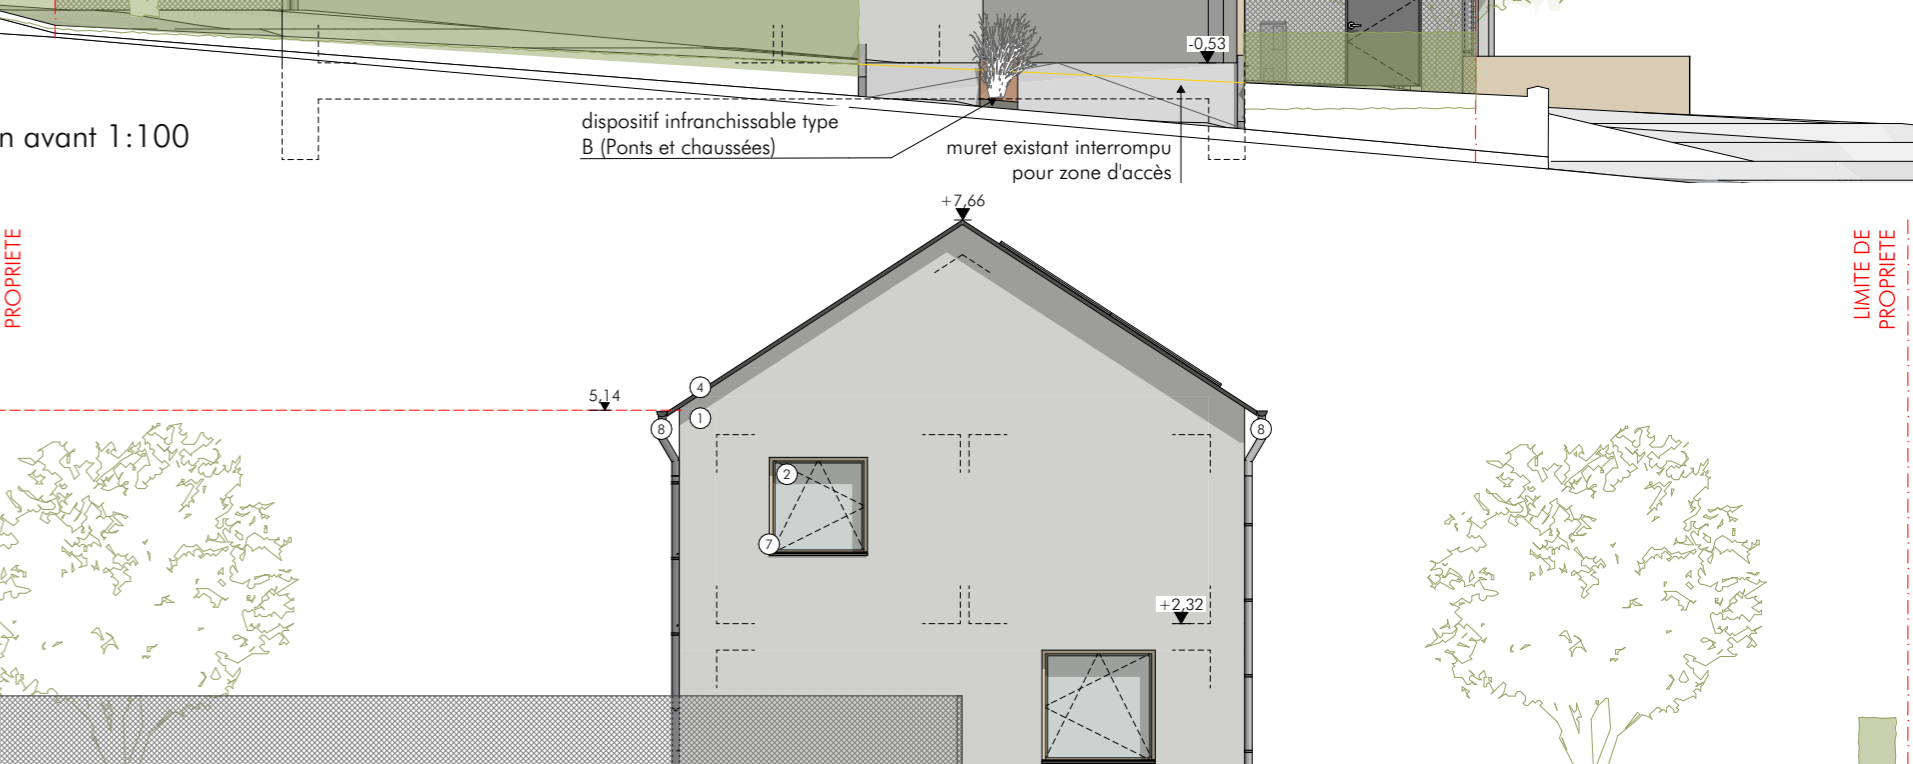 -0,53
n avant 1:100
dispositif infranchissable type
B (Ponts et chaussées)
muret existant interrompu
pour zone d'accès
+7,66
PROPRIETE
LIMITE DE
PROPRIETE
5,14
4
1
8
8
2
7
+2,32